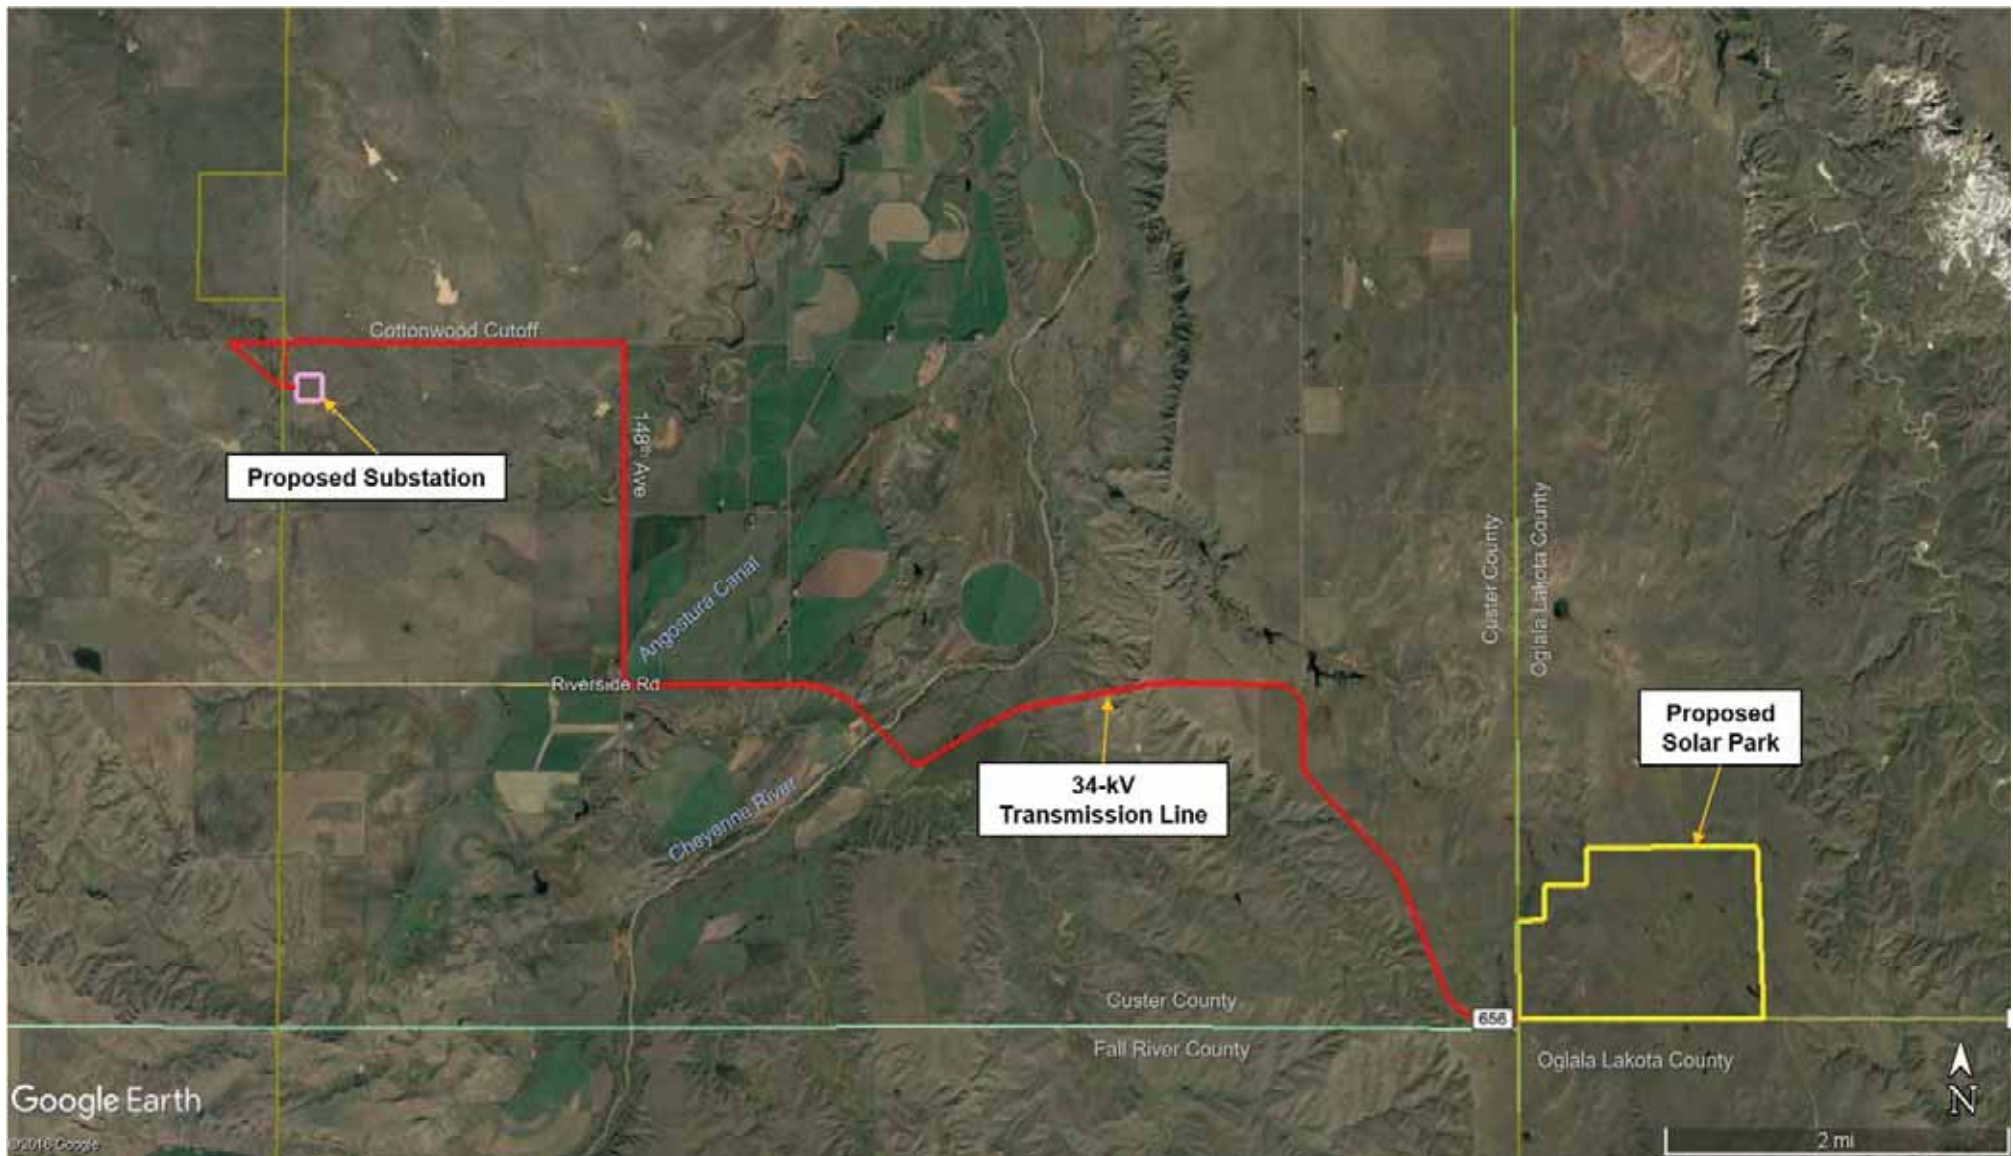 Cottonwood Cutoff
Proposed Substation
148th Ave
Angostura Canal
Riverside Rd
Custer County
Oglala Lakota County
Proposed
Solar Park
34-kV
Transmission Line
Cheyenne River
Custer County
656
Fall River County
Oglala Lakota County
Google Earth
N
©2016 Google
2 mi